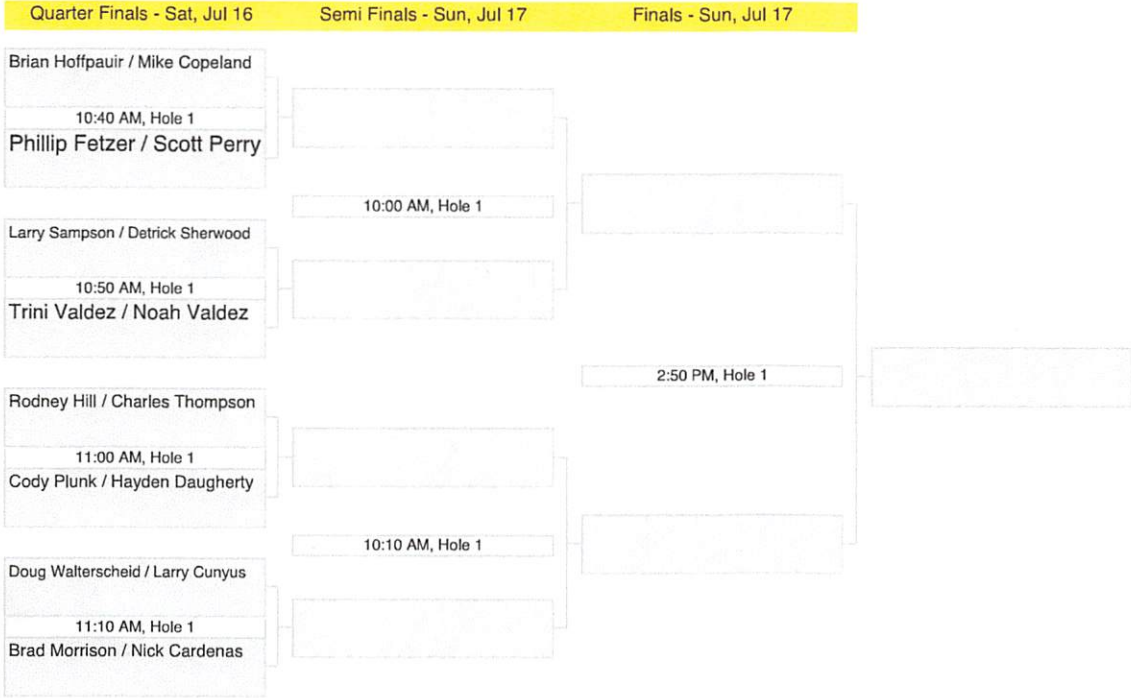 Quarter Finals - Sat, Jul 16
Semi Finals - Sun, Jul 17
Finals - Sun, Jul 17
Brian Hoffpauir / Mike Copeland
10:40 AM, Hole 1
Phillip Fetzer / Scott Perry
10:00 AM, Hole 1
Larry Sampson / Detrick Sherwood
10:50 AM, Hole 1
Trini Valdez / Noah Valdez
2:50 PM, Hole 1
Rodney Hill / Charles Thompson
11:00 AM, Hole 1
Cody Plunk / Hayden Daugherty
10:10 AM, Hole 1
Doug Walterscheid / Larry Cunyus
11:10 AM, Hole 1
Brad Morrison / Nick Cardenas